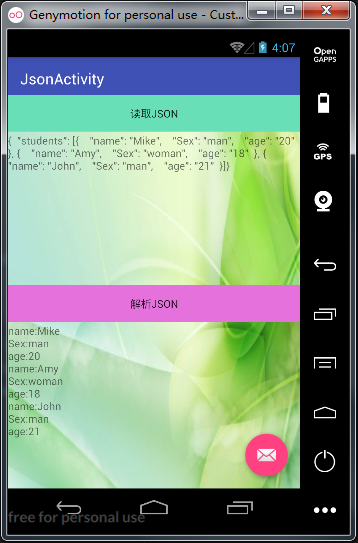 Genymotion for personal use - Cust...
4:07
Open
GAPPS
JsonActivity
读取JSON
{  "students": [{    "name": "Mike",    "Sex": "man",    "age": "20"
}, {    "name": "Amy",    "Sex": "woman",    "age": "18"  }, {
"name": "John",    "Sex": "man",    "age": "21"  }]}
GPS
解析JSON
name:Mike
Sex:man
age:20
name:Amy
Sex:woman
age:18
name:John
Sex:man
age:21
free for personal use